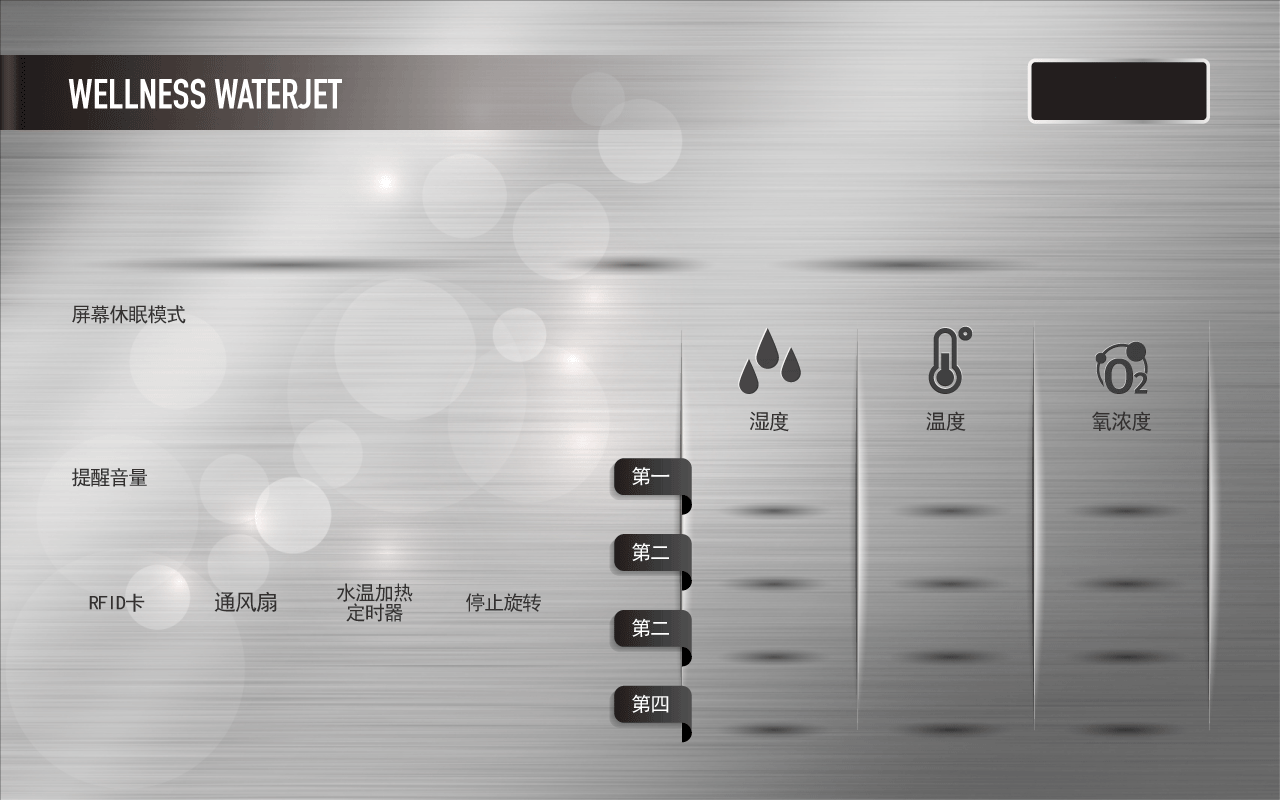 WELLNESS WATERJET
屏幕休眠模式
湿度
温度
O2
氧浓度
提醒音量
第一
第二
第二
第四
RFID卡
通风扇
水温加热
定时器
停止旋转